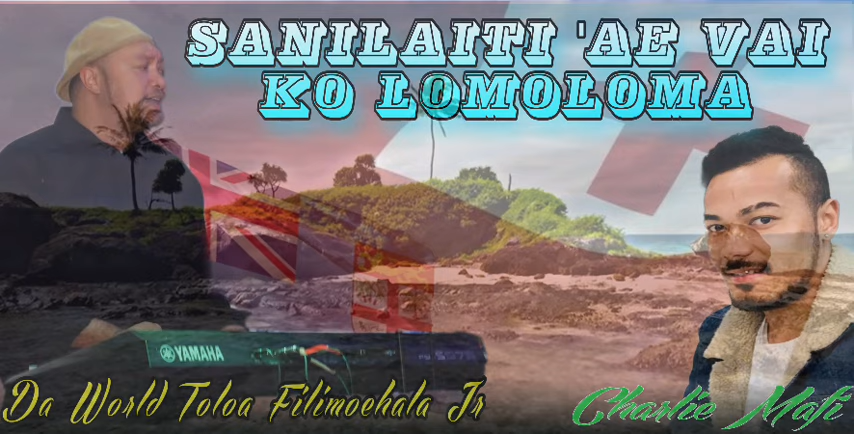 SANILAITI 'AE VAI
KO LOMOLOMA
YAMAHA
Da World Toloa Filimoehala Jr
Charlie Mafi